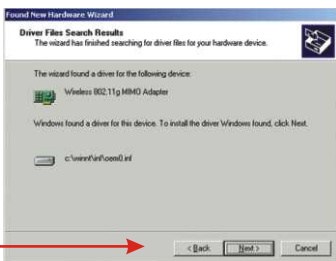 Found New Hardware Wizard
Driver Files Search Results
The wizard has finished searching for driver files for your hardware device.
The wizard found a driver for the following device:
Wireless 802.11g MIMO Adapter
Windows found a driver for this device. To install the driver Windows found, click Next.
c:\winnt\inf\oem0.inf
< Back
Next >
Cancel